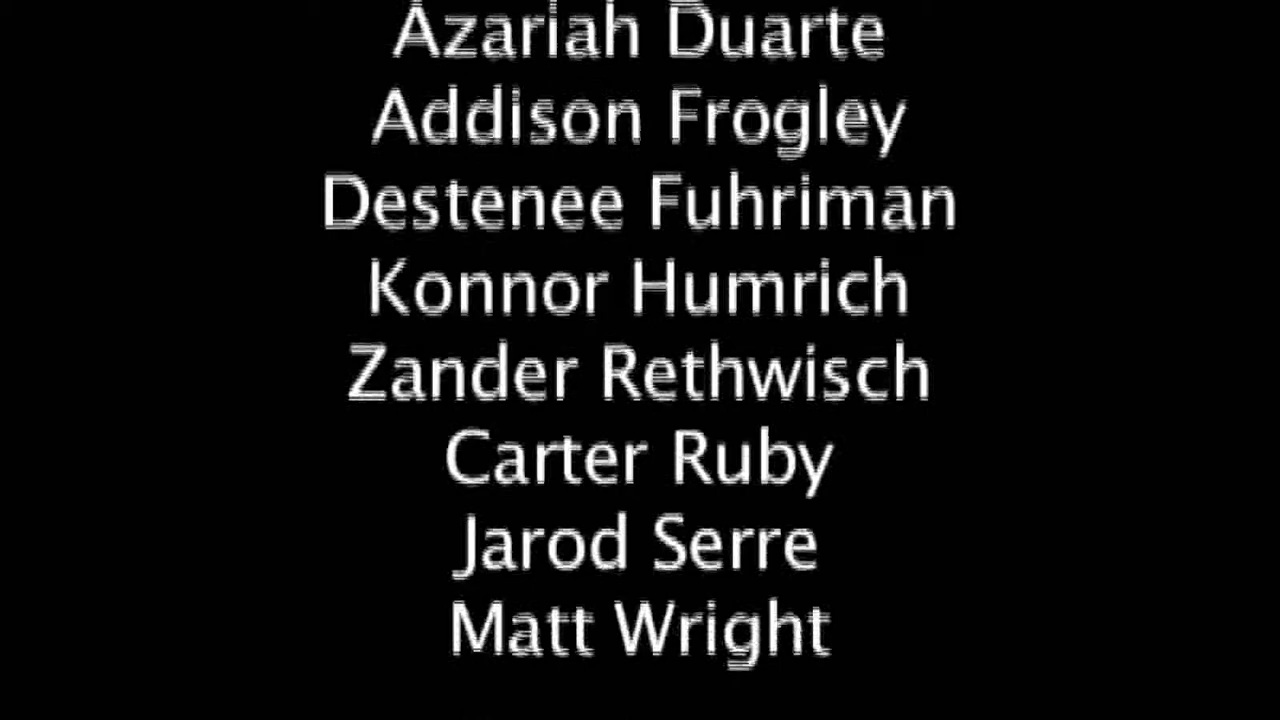 Azariah Duarte
Addison Frogley
Destenee Fuhriman
Konnor Humrich
Zander Rethwisch
Carter Ruby
Jarod Serre
Matt Wright